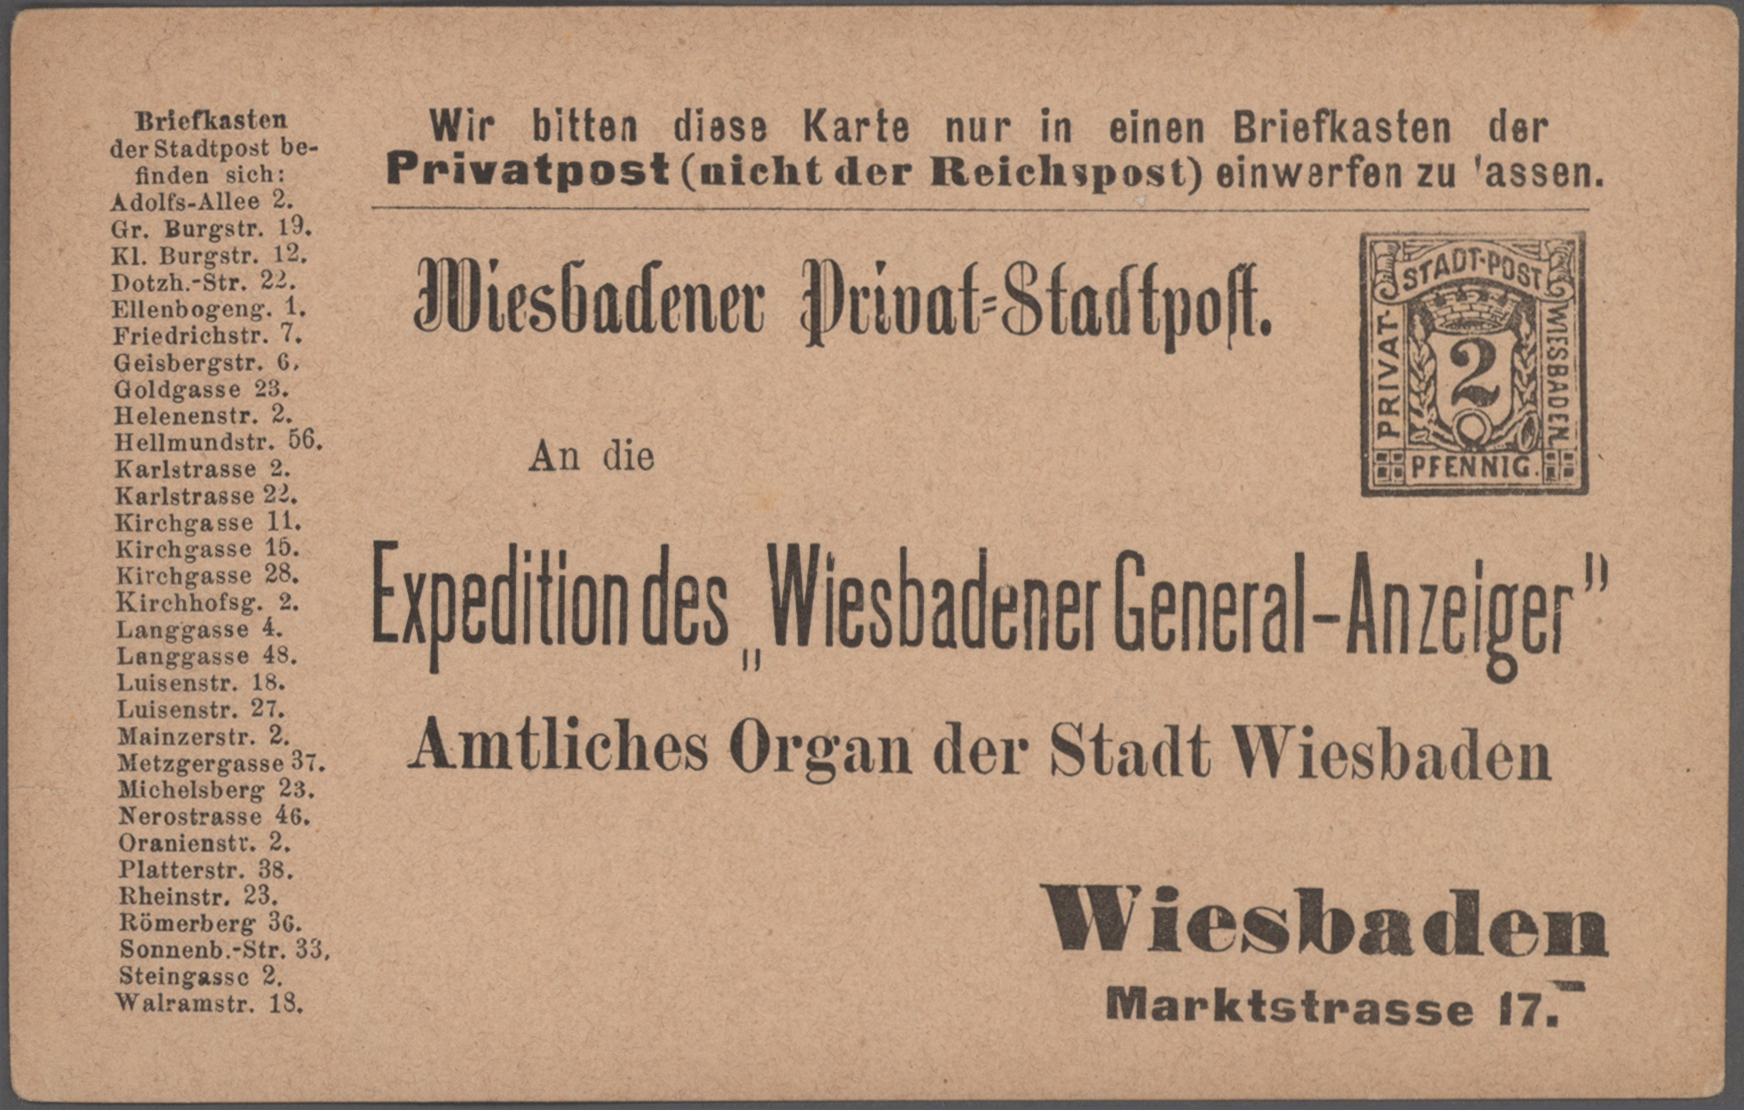 Briefkasten
der Stadtpost be-
finden sich:
Adolfs-Allee 2.
Gr. Burgstr. 19.
Kl. Burgstr. 12.
Dotzh.-Str. 22.
Ellenbogeng. 1.
Friedrichstr. 7.
Geisbergstr. 6.
Goldgasse 23.
Helenenstr. 2.
Hellmundstr. 56.
Karlstrasse 2.
Karlstrasse 22.
Kirchgasse 11.
Kirchgasse 15.
Kirchgasse 28.
Kirchhofsg. 2.
Langgasse 4.
Langgasse 48.
Luisenstr. 18.
Luisenstr. 27.
Mainzerstr. 2.
Metzgergasse 37.
Michelsberg 23.
Nerostrasse 46.
Oranienstr. 2.
Platterstr. 38.
Rheinstr. 23.
Römerberg 36.
Sonnenb.-Str. 33,
Steingasse 2.
Walramstr. 18.
Wir bitten diese Karte nur in einen Briefkasten der
Privatpost (nicht der Reichspost) einwerfen zu 'assen.
Wiesbadener Privat-Stadtpost.
STADT-POST
PRIVAT-
WIESBADEN.
2
PFENNIG.
An die
Expedition des „Wiesbadener General-Anzeiger"
Amtliches Organ der Stadt Wiesbaden
Wiesbaden
Marktstrasse 17.